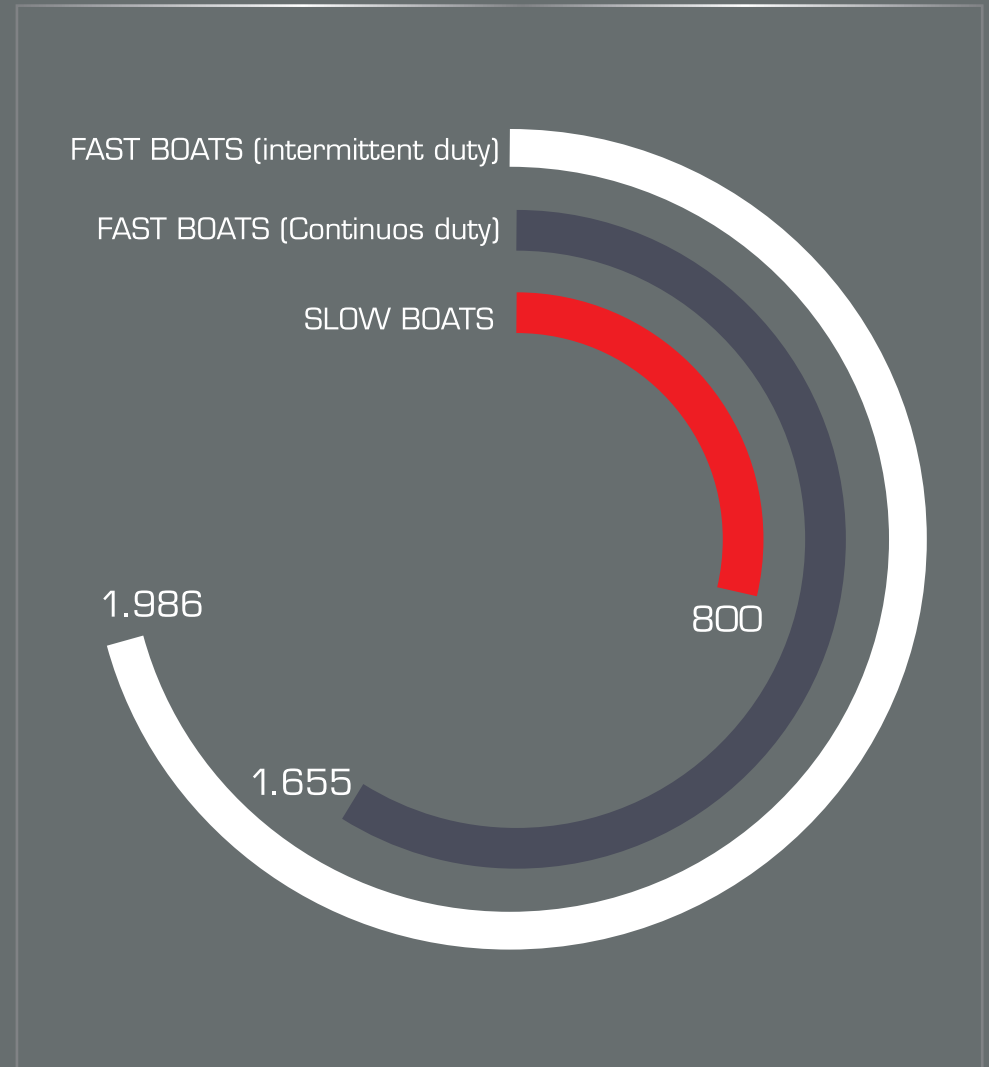 FAST BOATS (intermittent duty)
FAST BOATS (Continuos duty)
SLOW BOATS
1.986
800
1.655